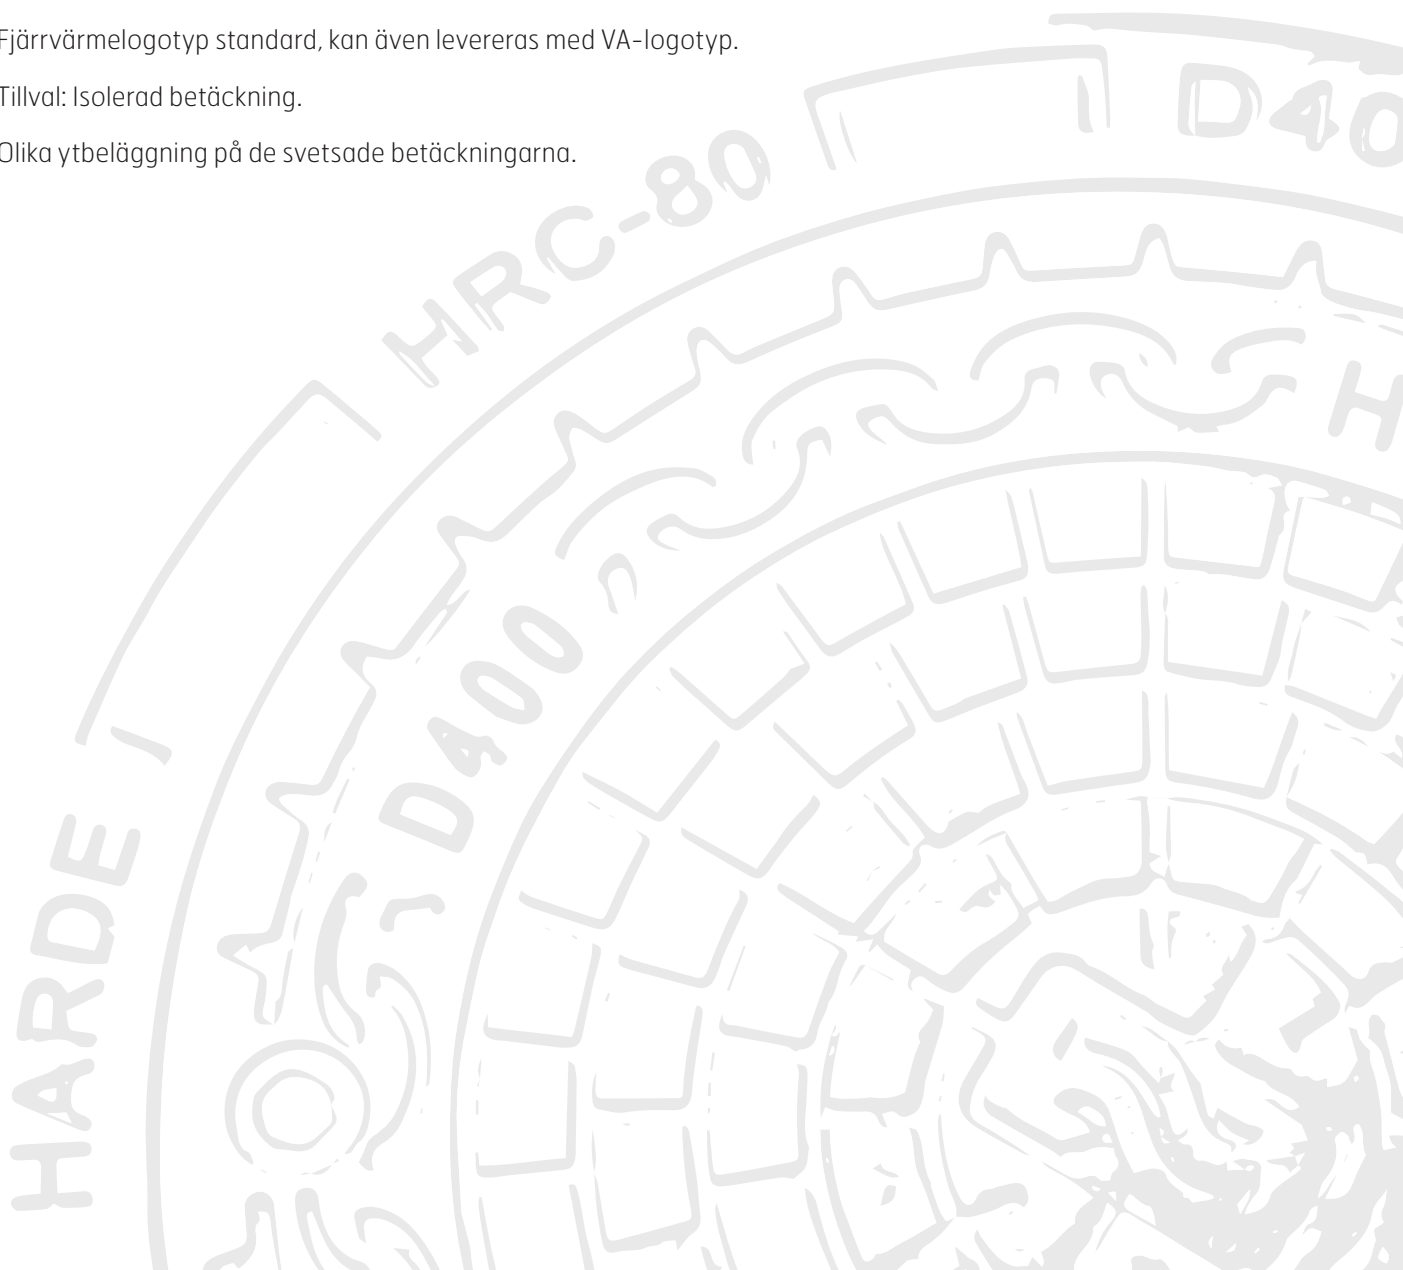 Fjärrvärmelogotyp standard, kan även levereras med VA-logotyp.
Tillval: Isolerad betäckning.
Olika ytbeläggning på de svetsade betäckningarna.
D40
HRC-80
H
D400
HARDE